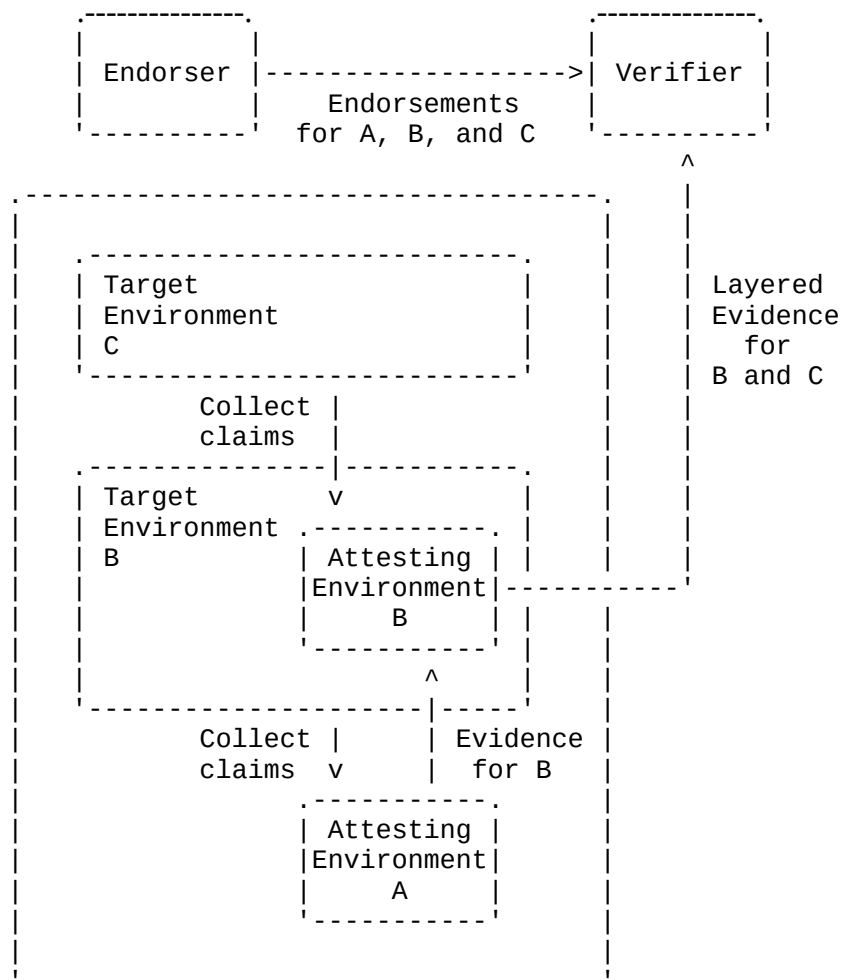 Endorser
Verifier
Endorsements
for A, B, and C
Target
Environment
C
Layered
Evidence
for
B and C
Collect
claims
Target
Environment
B
Attesting
Environment
B
Collect
claims
Evidence
for B
Attesting
Environment
A